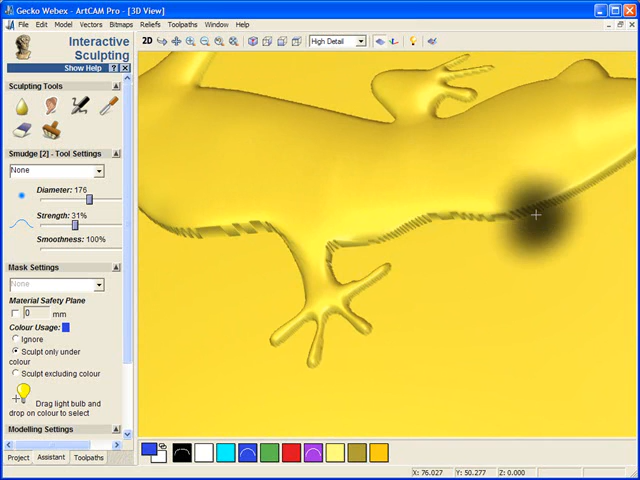 Gecko Webex - ArtCAM Pro - [3D View]
File Edit Model Vectors Bitmaps Reliefs Toolpaths Window Help
2D High Detail
Interactive
Sculpting
Show Help ? X
Sculpting Tools
Smudge [2] - Tool Settings
None
Diameter: 176
Strength: 31%
Smoothness: 100%
Mask Settings
None
Material Safety Plane
0 mm
Colour Usage:
Ignore
Sculpt only under
colour
Sculpt excluding colour
Drag light bulb and
drop on colour to select
Modelling Settings
Project Assistant Toolpaths
X: 76.027 Y: 50.277 Z: 0.000